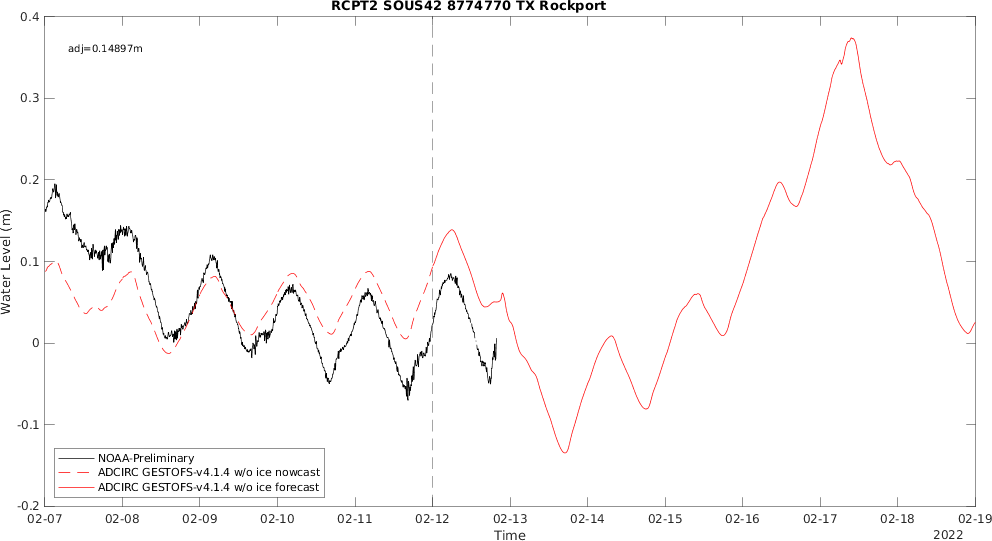 RCPT2 SOUS42 8774770 TX Rockport
adj=0.14897m
Water Level (m)
0.4
0.3
0.2
0.1
0
-0.1
-0.2
NOAA-Preliminary
ADCIRC GESTOFS-v4.1.4 w/o ice nowcast
ADCIRC GESTOFS-v4.1.4 w/o ice forecast
02-07 02-08 02-09 02-10 02-11 02-12 02-13 02-14 02-15 02-16 02-17 02-18 02-19
Time
2022